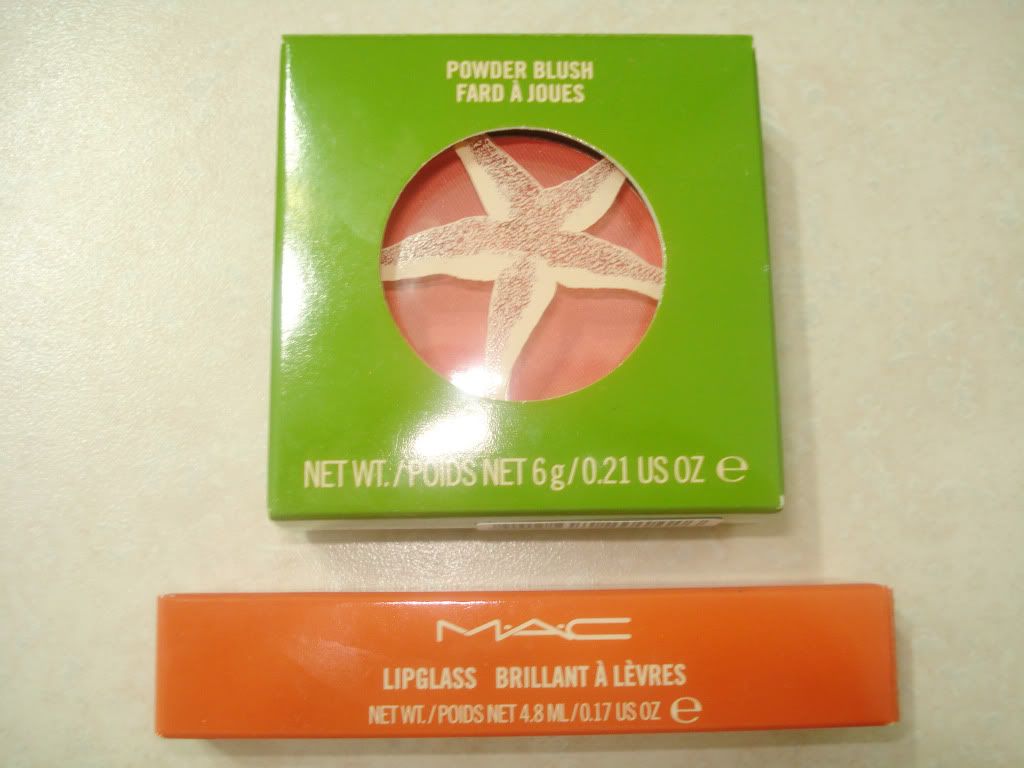 POWDER BLUSH
FARD À JOUES
NET WT./POIDS NET 6g/0.21 US OZ e
M·A·C
LIPGLASS BRILLANT À LÈVRES
NET WT./POIDS NET 4.8 ML/0.17 US OZ e